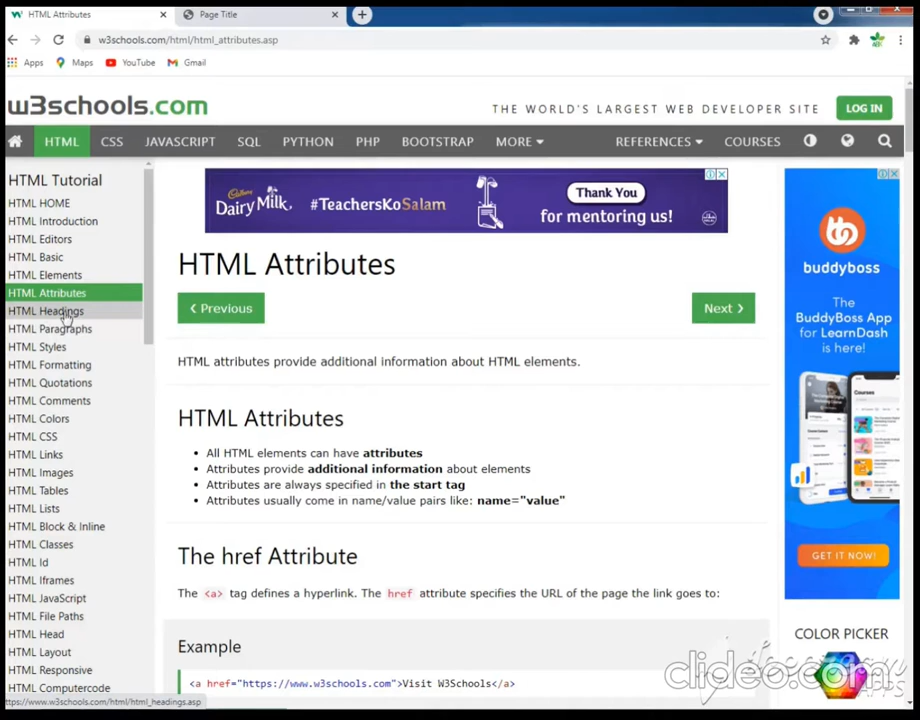 HTML Attributes
Page Title
w3schools.com/html/html_attributes.asp
Apps
Maps
YouTube
Gmail
w3schools.com
THE WORLD'S LARGEST WEB DEVELOPER SITE
LOG IN
HTML
CSS
JAVASCRIPT
SQL
PYTHON
PHP
BOOTSTRAP
MORE
REFERENCES
COURSES
HTML Tutorial
HTML HOME
HTML Introduction
HTML Editors
HTML Basic
HTML Elements
HTML Attributes
HTML Headings
HTML Paragraphs
HTML Styles
HTML Formatting
HTML Quotations
HTML Comments
HTML Colors
HTML CSS
HTML Links
HTML Images
HTML Tables
HTML Lists
HTML Block & Inline
HTML Classes
HTML Id
HTML Iframes
HTML JavaScript
HTML File Paths
HTML Head
HTML Layout
HTML Responsive
HTML Computercode
https://www.w3schools.com/html/html_headings.asp
Cadbury
Dairy Milk
#TeachersKoSalam
Thank You
for mentoring us!
HTML Attributes
❮ Previous
Next ❯
HTML attributes provide additional information about HTML elements.
HTML Attributes
• All HTML elements can have attributes
• Attributes provide additional information about elements
• Attributes are always specified in the start tag
• Attributes usually come in name/value pairs like: name="value"
The href Attribute
The <a> tag defines a hyperlink. The href attribute specifies the URL of the page the link goes to:
Example
<a href="https://www.w3schools.com">Visit W3Schools</a>
buddyboss
The
BuddyBoss App
for LearnDash
is here!
Courses
GET IT NOW!
COLOR PICKER
clideo.com